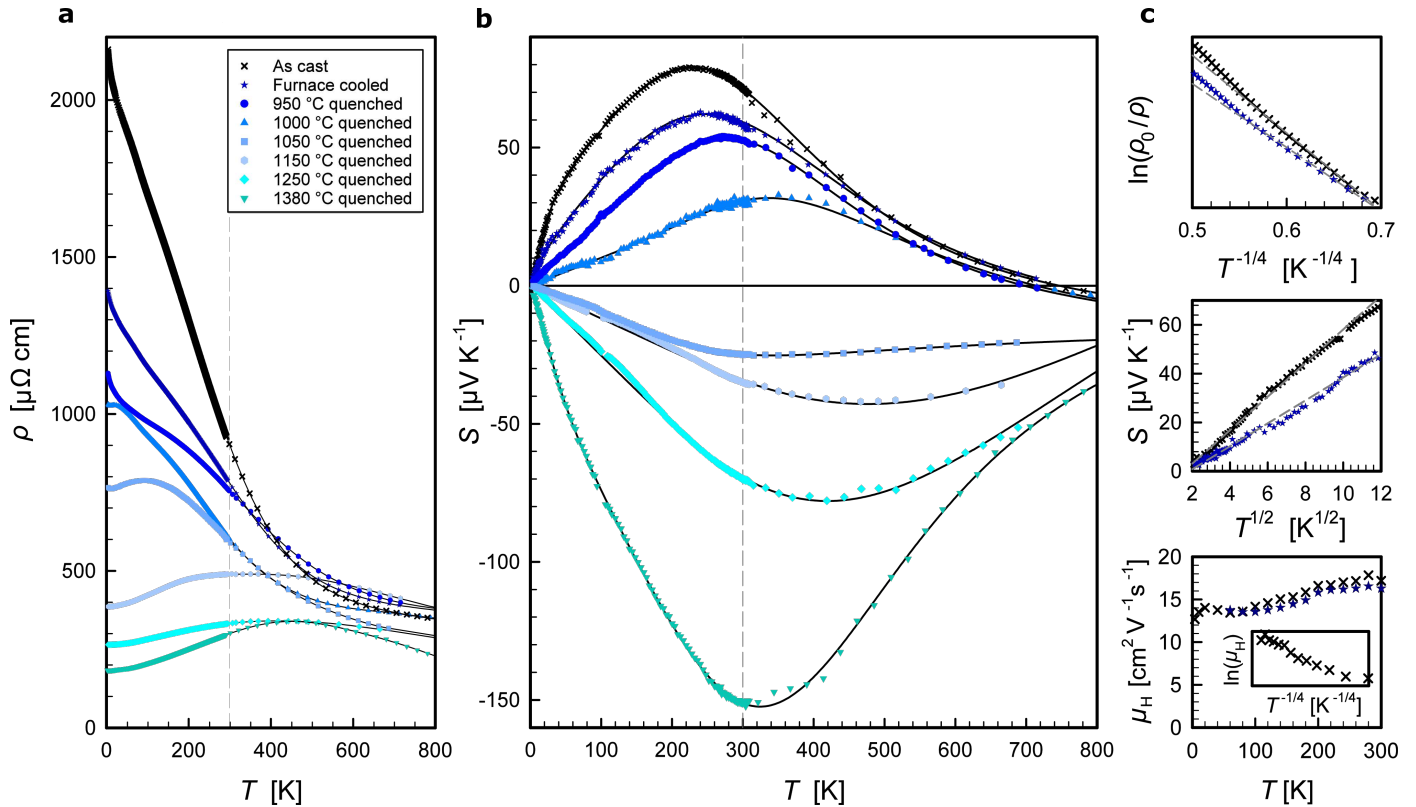 a
2000
1500
1000
500
0
ρ [μΩ cm]
0 200 400 600 800
T [K]
As cast
Furnace cooled
950 °C quenched
1000 °C quenched
1050 °C quenched
1150 °C quenched
1250 °C quenched
1380 °C quenched
b
50
0
-50
-100
-150
S [μV K-1]
0 100 200 300 400 500 600 700 800
T [K]
c
ln(ρ0 /ρ)
0.5 0.6 0.7
T-1/4 [K-1/4 ]
60
40
20
0
S [μV K-1]
2 4 6 8 10 12
T1/2 [K1/2]
20
15
10
5
0
μH [cm2 V -1 s-1]
ln(μH)
T-1/4 [K-1/4]
0 100 200 300
T [K]